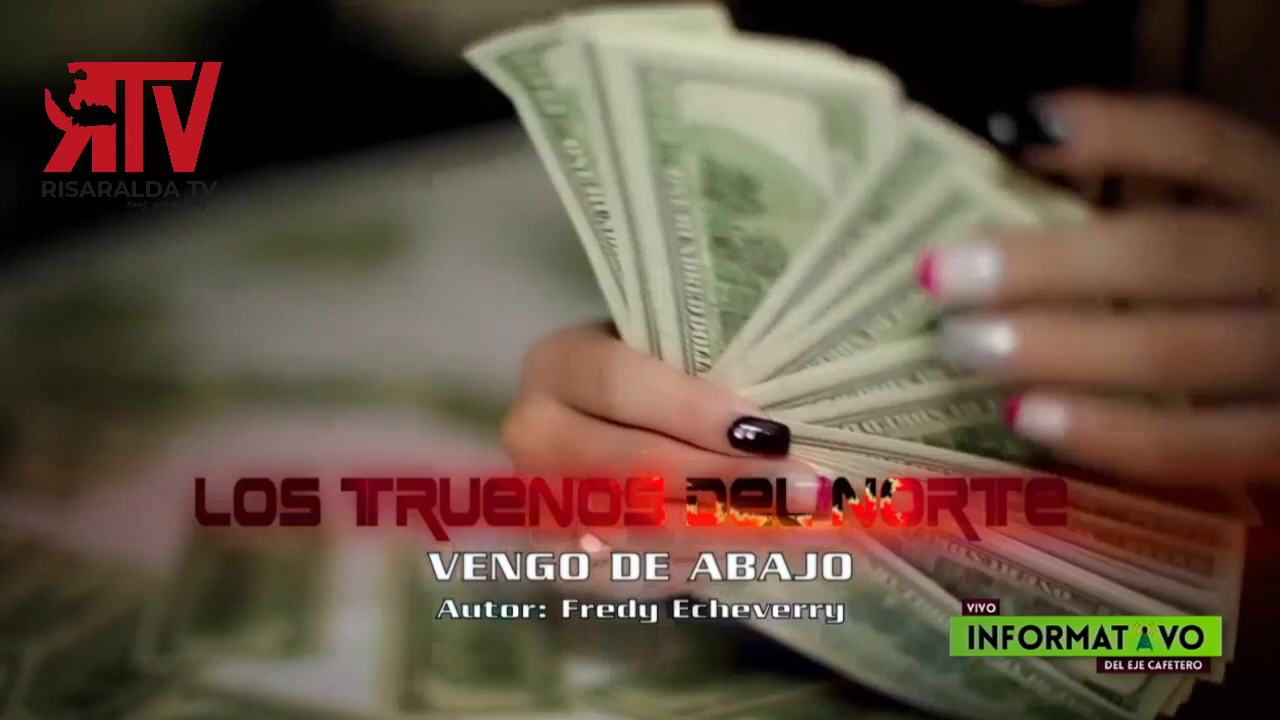 RTV
RISARALDA TV
LOS TRUENOS DEL NORTE
VENGO DE ABAJO
Autor: Fredy Echeverry
VIVO
INFORMATIVO
DEL EJE CAFETERO